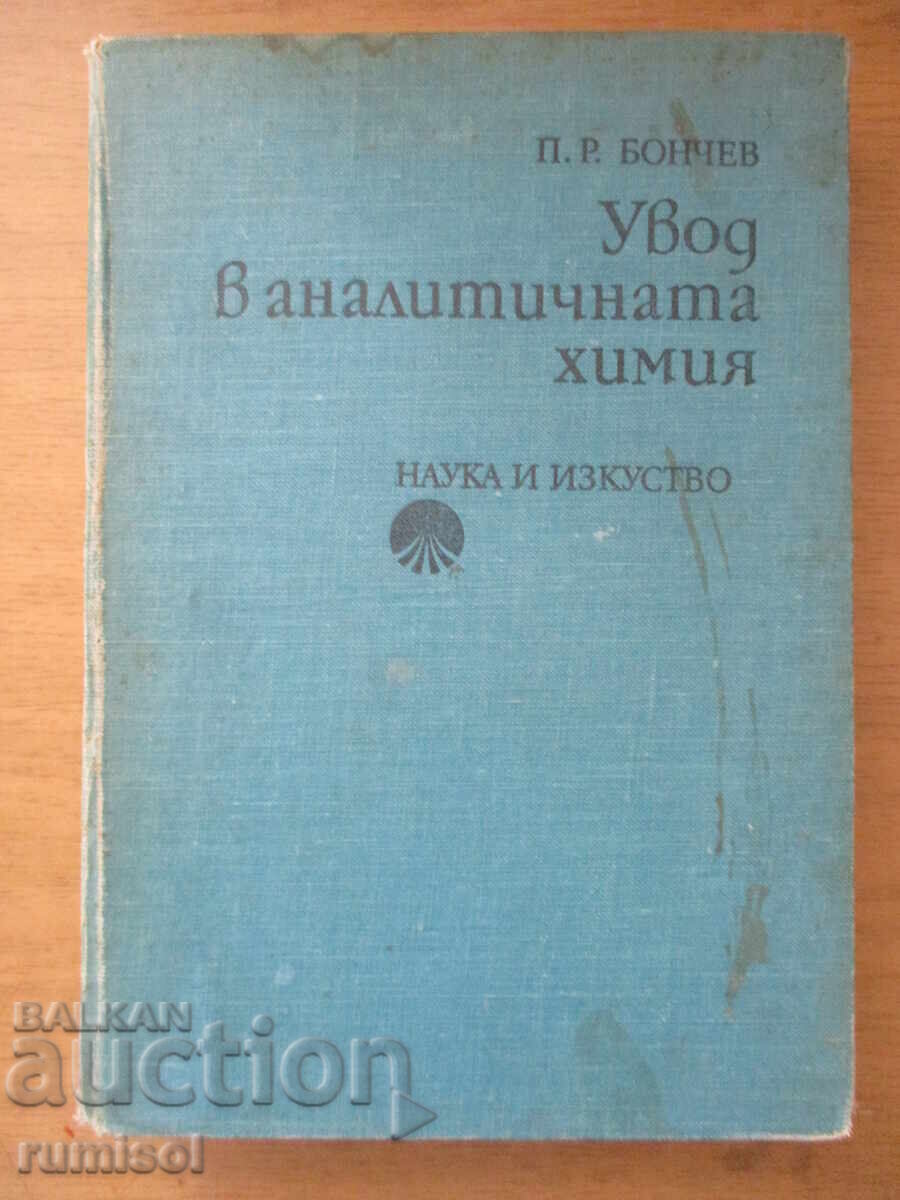 П. Р. БОНЧЕВ
Увод
в аналитичната
химия
НАУКА И ИЗКУСТВО
BALKAN
auction
rumisol